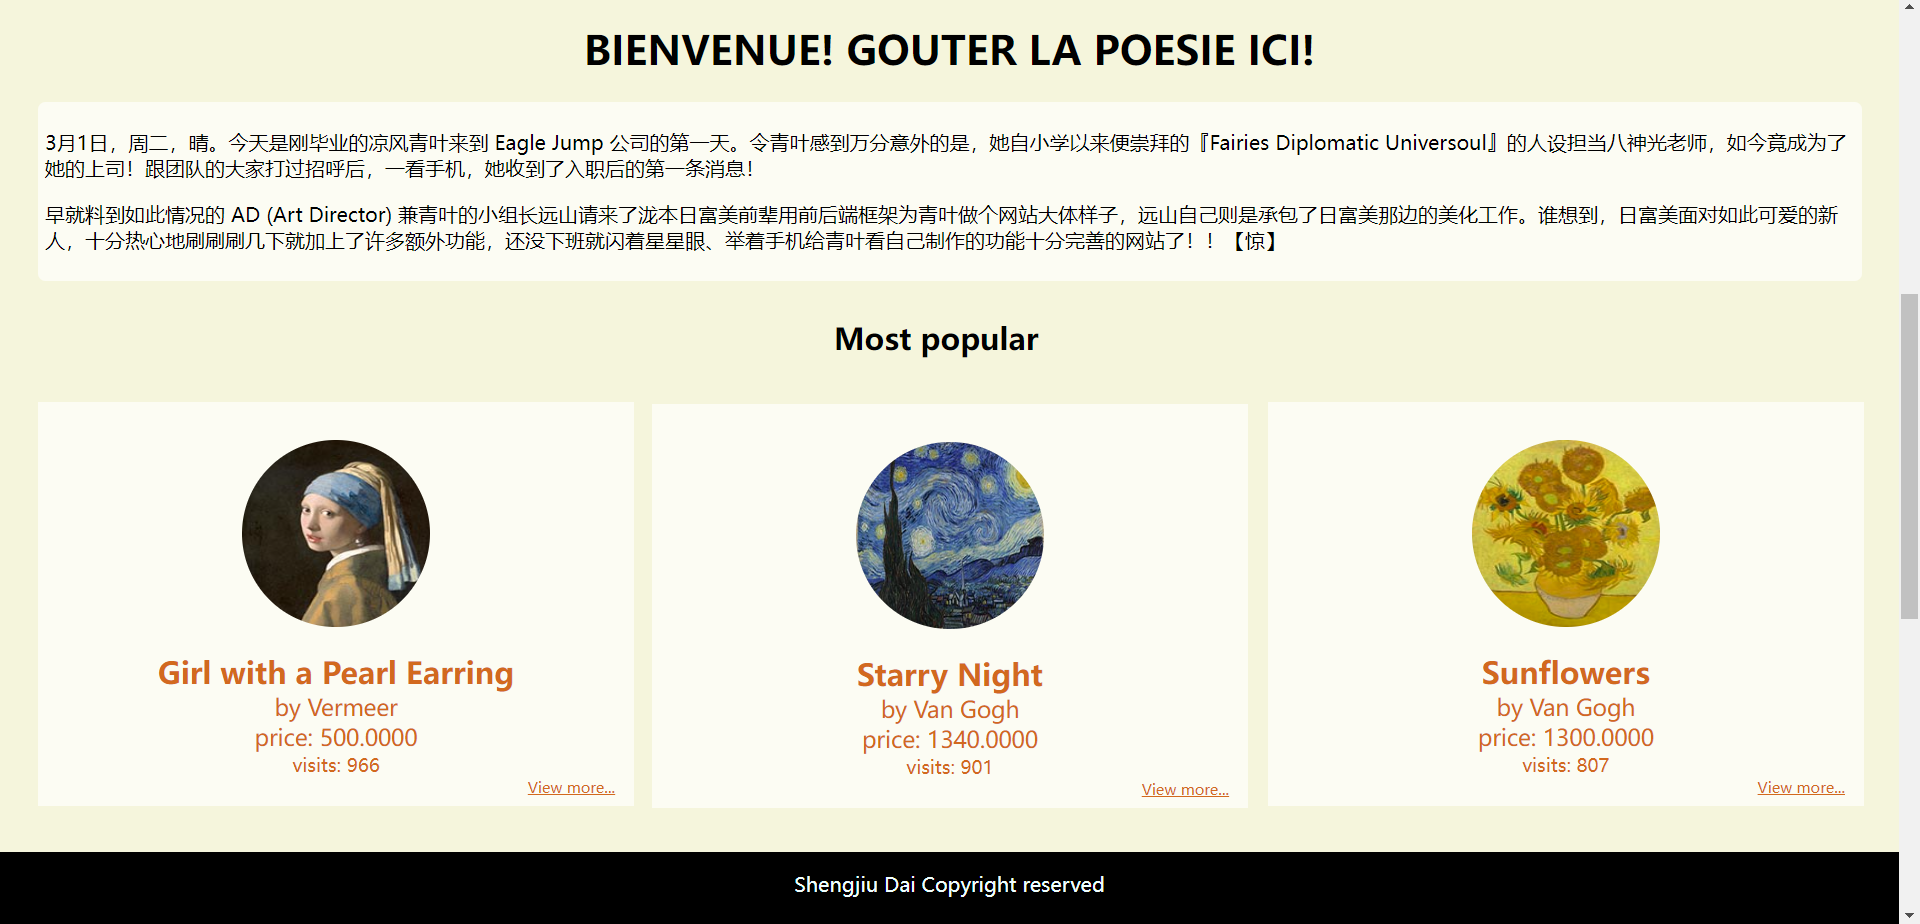 BIENVENUE! GOUTER LA POESIE ICI!
3月1日，周二，晴。今天是刚毕业的凉风青叶来到 Eagle Jump 公司的第一天。令青叶感到万分意外的是，她自小学以来便崇拜的『Fairies Diplomatic Universoul』的人设担当八神光老师，如今竟成为了
她的上司！跟团队的大家打过招呼后，一看手机，她收到了入职后的第一条消息！
早就料到如此情况的 AD (Art Director) 兼青叶的小组长远山请来了泷本日富美前辈用前后端框架为青叶做个网站大体样子，远山自己则是承包了日富美那边的美化工作。谁想到，日富美面对如此可爱的新
人，十分热心地刷刷刷几下就加上了许多额外功能，还没下班就闪着星星眼、举着手机给青叶看自己制作的功能十分完善的网站了！！【惊】
Most popular
Girl with a Pearl Earring
by Vermeer
price: 500.0000
visits: 966
View more...
Starry Night
by Van Gogh
price: 1340.0000
visits: 901
View more...
Sunflowers
by Van Gogh
price: 1300.0000
visits: 807
View more...
Shengjiu Dai Copyright reserved